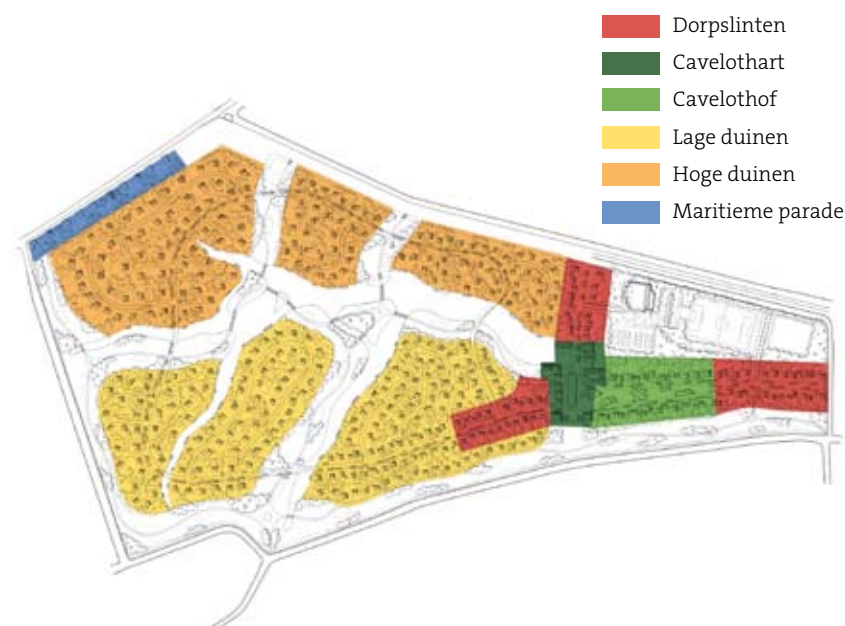 Dorpslinten
Cavelothart
Cavelothof
Lage duinen
Hoge duinen
Maritieme parade